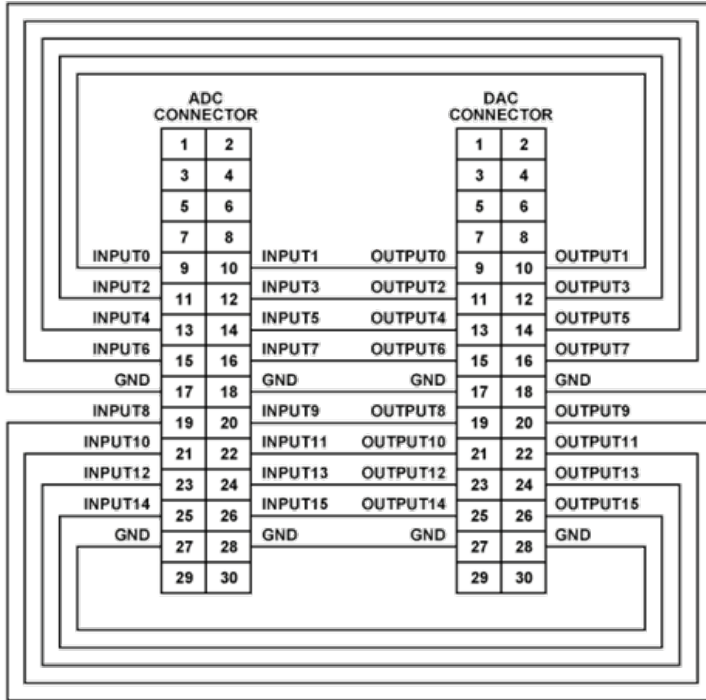 ADC DAC
CONNECTOR CONNECTOR
1 2 1 2
3 4 3 4
5 6 5 6
7 8 7 8
INPUT0 9 10 INPUT1 OUTPUT0 9 10 OUTPUT1
INPUT2 11 12 INPUT3 OUTPUT2 11 12 OUTPUT3
INPUT4 13 14 INPUT5 OUTPUT4 13 14 OUTPUT5
INPUT6 15 16 INPUT7 OUTPUT6 15 16 OUTPUT7
GND 17 18 GND GND 17 18 GND
INPUT8 19 20 INPUT9 OUTPUT8 19 20 OUTPUT9
INPUT10 21 22 INPUT11 OUTPUT10 21 22 OUTPUT11
INPUT12 23 24 INPUT13 OUTPUT12 23 24 OUTPUT13
INPUT14 25 26 INPUT15 OUTPUT14 25 26 OUTPUT15
GND 27 28 GND GND 27 28 GND
29 30 29 30